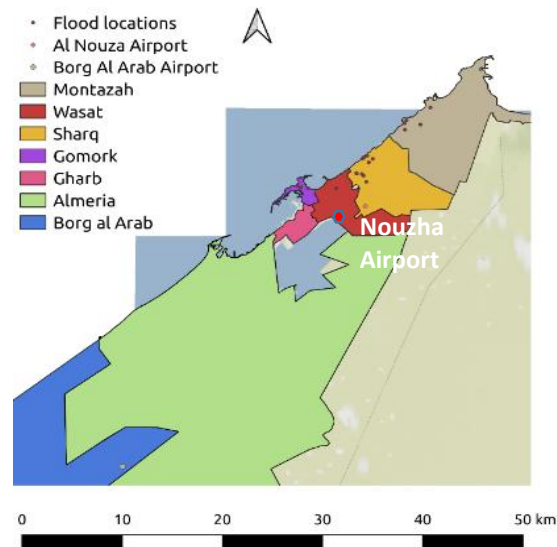 Flood locations
Al Nouza Airport
Borg Al Arab Airport
Montazah
Wasat
Sharq
Gomork
Gharb
Almeria
Borg al Arab
Nouzha
Airport
0 10 20 30 40 50 km